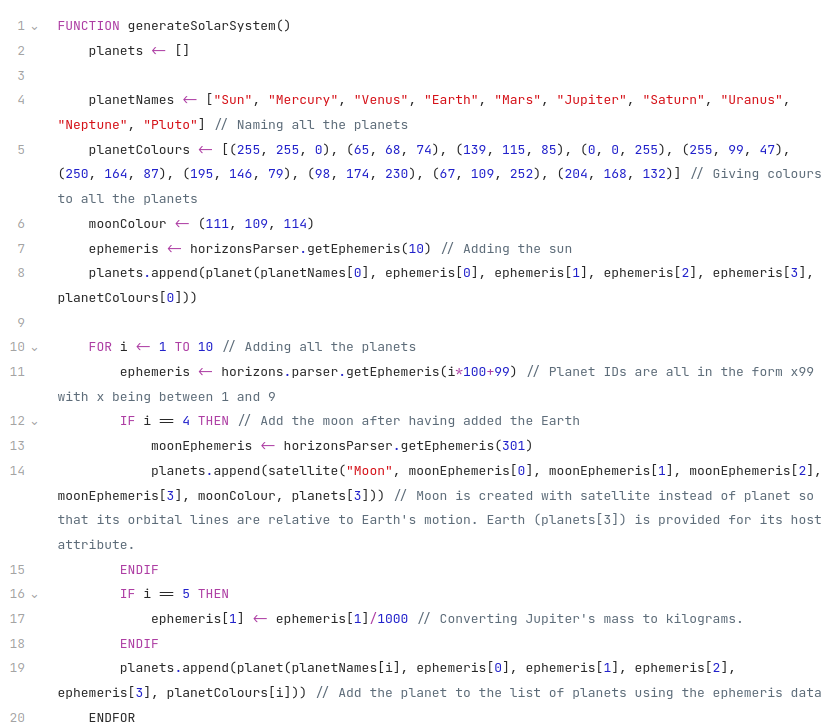 1 FUNCTION generateSolarSystem()
2 planets ← []
3
4 planetNames ← ["Sun", "Mercury", "Venus", "Earth", "Mars", "Jupiter", "Saturn", "Uranus",
"Neptune", "Pluto"] // Naming all the planets
5 planetColours ← [(255, 255, 0), (65, 68, 74), (139, 115, 85), (0, 0, 255), (255, 99, 47),
(250, 164, 87), (195, 146, 79), (98, 174, 230), (67, 109, 252), (204, 168, 132)] // Giving colours
to all the planets
6 moonColour ← (111, 109, 114)
7 ephemeris ← horizonsParser.getEphemeris(10) // Adding the sun
8 planets.append(planet(planetNames[0], ephemeris[0], ephemeris[1], ephemeris[2], ephemeris[3],
planetColours[0]))
9
10 FOR i ← 1 TO 10 // Adding all the planets
11 ephemeris ← horizons.parser.getEphemeris(i*100+99) // Planet IDs are all in the form x99
with x being between 1 and 9
12 IF i == 4 THEN // Add the moon after having added the Earth
13 moonEphemeris ← horizonsParser.getEphemeris(301)
14 planets.append(satellite("Moon", moonEphemeris[0], moonEphemeris[1], moonEphemeris[2],
moonEphemeris[3], moonColour, planets[3])) // Moon is created with satellite instead of planet so
that its orbital lines are relative to Earth's motion. Earth (planets[3]) is provided for its host
attribute.
15 ENDIF
16 IF i == 5 THEN
17 ephemeris[1] ← ephemeris[1]/1000 // Converting Jupiter's mass to kilograms.
18 ENDIF
19 planets.append(planet(planetNames[i], ephemeris[0], ephemeris[1], ephemeris[2],
ephemeris[3], planetColours[i])) // Add the planet to the list of planets using the ephemeris data
20 ENDFOR